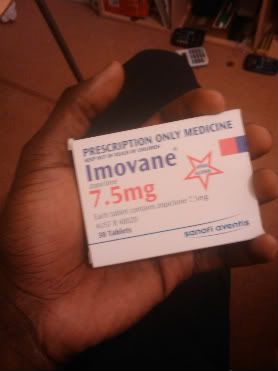 PRESCRIPTION ONLY MEDICINE
KEEP OUT OF REACH OF CHILDREN
Imovane®
zopiclone
7.5mg
Each tablet contains zopiclone 7.5mg
AUST R
30 Tablets
sanofi aventis